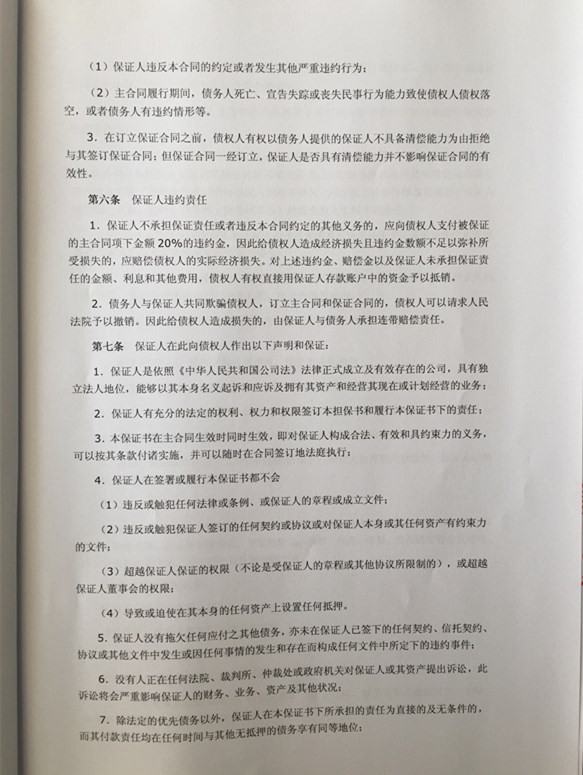 （1）保证人违反本合同的约定或者发生其他严重违约行为；
（2）主合同履行期间，债务人死亡、宣告失踪或丧失民事行为能力致使债权人债权落
空，或者债务人有违约情形等。
3．在订立保证合同之前，债权人有权以债务人提供的保证人不具备清偿能力为由拒绝
与其签订保证合同；但保证合同一经订立，保证人是否具有清偿能力并不影响保证合同的有
效性。
第六条　保证人违约责任
1．保证人不承担保证责任或者违反本合同约定的其他义务的，应向债权人支付被保证
的主合同项下金额 20%的违约金，因此给债权人造成经济损失且违约金数额不足以弥补所
受损失的，应赔偿债权人的实际经济损失。对上述违约金、赔偿金以及保证人未承担保证责
任的金额、利息和其他费用，债权人有权直接用保证人存款账户中的资金予以抵销。
2．债务人与保证人共同欺骗债权人，订立主合同和保证合同的，债权人可以请求人民
法院予以撤销。因此给债权人造成损失的，由保证人与债务人承担连带赔偿责任。
第七条　保证人在此向债权人作出以下声明和保证：
1．保证人是依照《中华人民共和国公司法》法律正式成立及有效存在的公司，具有独
立法人地位，能够以其本身名义起诉和应诉及拥有其资产和经营其现在或计划经营的业务；
2．保证人有充分的法定的权利、权力和权限签订本担保书和履行本保证书下的责任；
3．本保证书在主合同生效时同时生效，即对保证人构成合法、有效和具约束力的义务，
可以按其条款付诸实施，并可以随时在合同签订地法庭执行；
4．保证人在签署或履行本保证书都不会
（1）违反或触犯任何法律或条例、或保证人的章程或成立文件；
（2）违反或触犯保证人签订的任何契约或协议或对保证人本身或其任何资产有约束力
的文件；
（3）超越保证人保证的权限（不论是受保证人的章程或其他协议所限制的），或超越
保证人董事会的权限；
（4）导致或迫使在其本身的任何资产上设置任何抵押。
5．保证人没有拖欠任何应付之其他债务，亦未在保证人已签下的任何契约、信托契约、
协议或其他文件中发生或因任何事情的发生和存在而构成任何文件中所定下的违约事件；
6．没有人正在任何法院、裁判所、仲裁处或政府机关对保证人或其资产提出诉讼，此
诉讼将会严重影响保证人的财务、业务、资产及其他状况；
7．除法定的优先债务以外，保证人在本保证书下所承担的责任为直接的及无条件的，
而其付款责任均在任何时间与其他无抵押的债务享有同等地位；